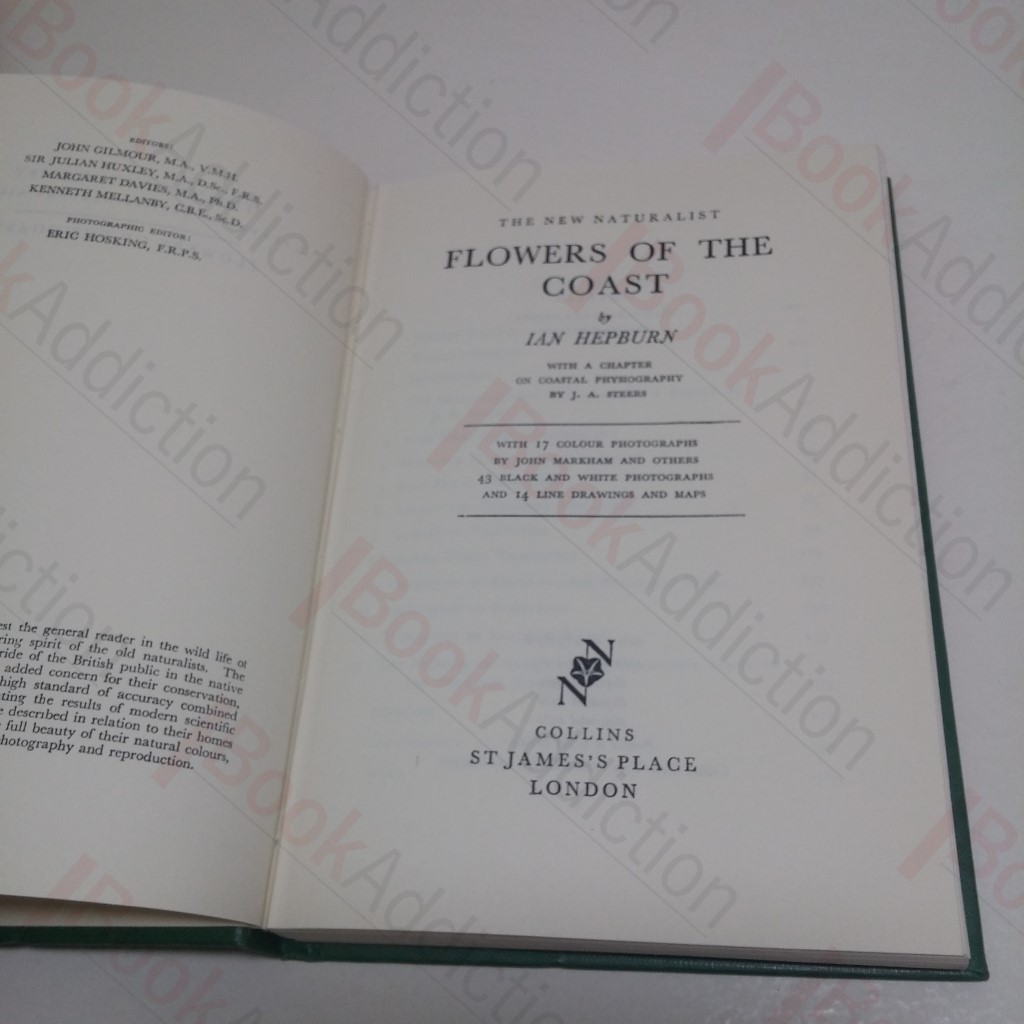 EDITORS:
JOHN GILMOUR, M.A., V.M.H.
SIR JULIAN HUXLEY, M.A., D.Sc., F.R.S.
MARGARET DAVIES, M.A., Ph.D.
KENNETH MELLANBY, C.B.E., Sc.D.
PHOTOGRAPHIC EDITOR:
ERIC HOSKING, F.R.P.S.
est the general reader in the wild life of
ring spirit of the old naturalists. The
ride of the British public in the native
added concern for their conservation,
high standard of accuracy combined
ting the results of modern scientific
e described in relation to their homes
full beauty of their natural colours,
hotography and reproduction.
THE NEW NATURALIST
FLOWERS OF THE
COAST
by
IAN HEPBURN
WITH A CHAPTER
ON COASTAL PHYSIOGRAPHY
BY J. A. STEERS
WITH 17 COLOUR PHOTOGRAPHS
BY JOHN MARKHAM AND OTHERS
43 BLACK AND WHITE PHOTOGRAPHS
AND 14 LINE DRAWINGS AND MAPS
N
N
COLLINS
ST JAMES'S PLACE
LONDON
BookAddiction
BookAddiction
BookAddiction
BookAddiction
BookAddiction
BookAddiction